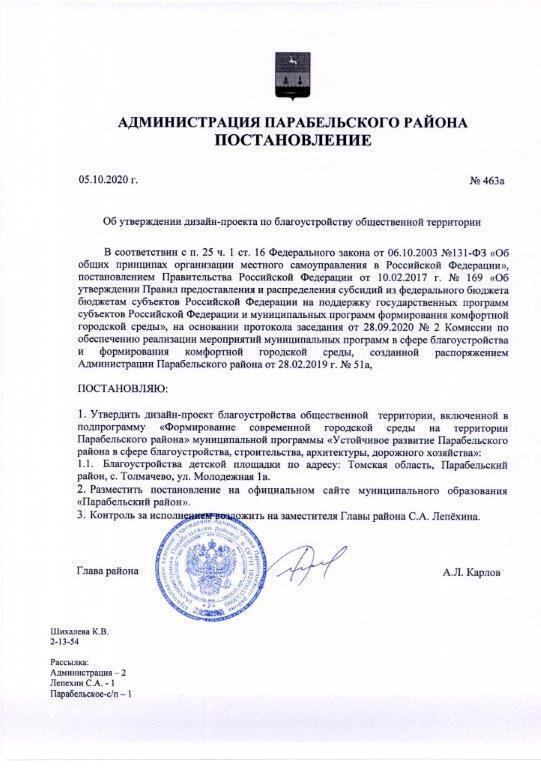 АДМИНИСТРАЦИЯ ПАРАБЕЛЬСКОГО РАЙОНА
ПОСТАНОВЛЕНИЕ
05.10.2020 г. № 463а
Об утверждении дизайн-проекта по благоустройству общественной территории
В соответствии с п. 25 ч. 1 ст. 16 Федерального закона от 06.10.2003 №131-ФЗ «Об
общих принципах организации местного самоуправления в Российской Федерации»,
постановлением Правительства Российской Федерации от 10.02.2017 г. № 169 «Об
утверждении Правил предоставления и распределения субсидий из федерального бюджета
бюджетам субъектов Российской Федерации на поддержку государственных программ
субъектов Российской Федерации и муниципальных программ формирования комфортной
городской среды», на основании протокола заседания от 28.09.2020 № 2 Комиссии по
обеспечению реализации мероприятий муниципальных программ в сфере благоустройства
и формирования комфортной городской среды, созданной распоряжением
Администрации Парабельского района от 28.02.2019 г. № 51а,
ПОСТАНОВЛЯЮ:
1. Утвердить дизайн-проект благоустройства общественной территории, включенной в
подпрограмму «Формирование современной городской среды на территории
Парабельского района» муниципальной программы «Устойчивое развитие Парабельского
района в сфере благоустройства, строительства, архитектуры, дорожного хозяйства»:
1.1. Благоустройства детской площадки по адресу: Томская область, Парабельский
район, с. Толмачево, ул. Молодежная 1в.
2. Разместить постановление на официальном сайте муниципального образования
«Парабельский район».
3. Контроль за исполнением возложить на заместителя Главы района С.А. Лепёхина.
Глава района А.Л. Карлов
Шихалева К.В.
2-13-54
Рассылка:
Администрация – 2
Лепехин С.А. - 1
Парабельское-с/п – 1